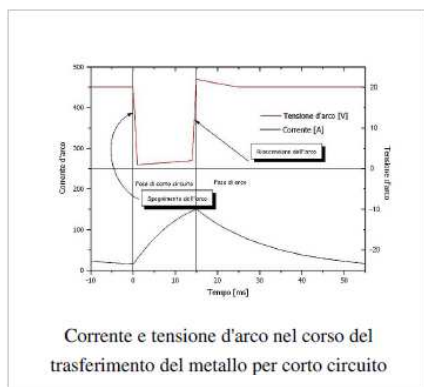 500
400
300
200
100
0
Corrente d'arco
20
10
0
-10
-20
Tensione d'arco
Tensione d'arco [V]
Corrente [A]
Riaccensione dell'arco
Fase di corto circuito
Fase di arco
Spegnimento dell'arco
-10 0 10 20 30 40 50
Tempo [ms]
Corrente e tensione d'arco nel corso del
trasferimento del metallo per corto circuito